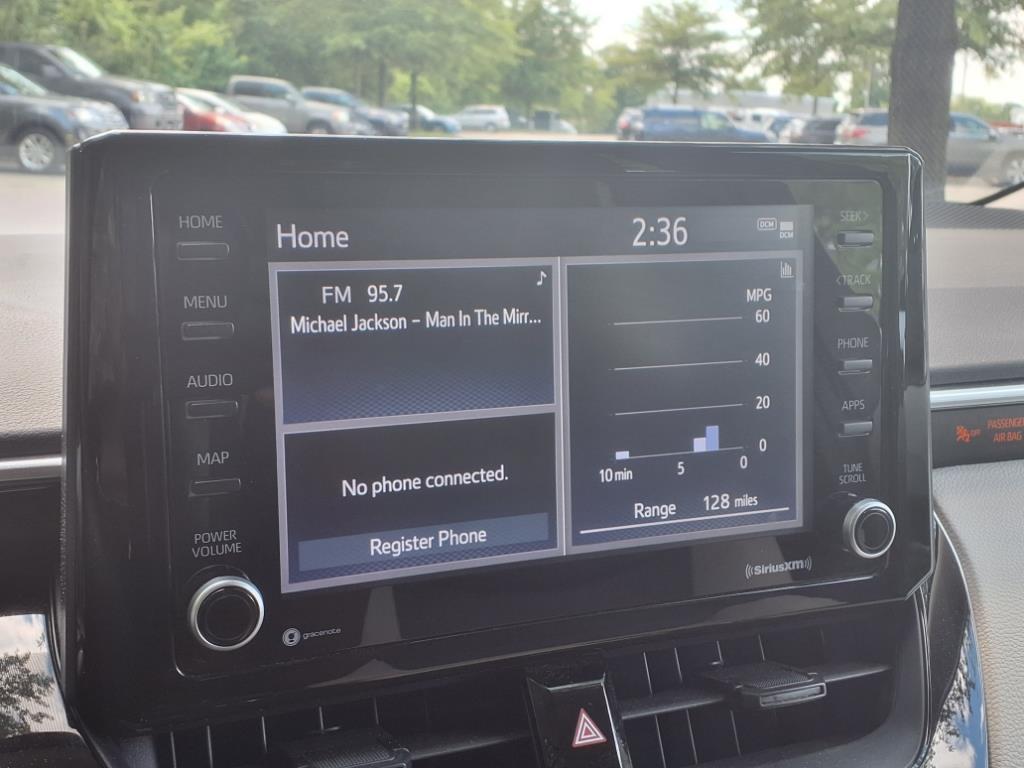 HOME
MENU
AUDIO
MAP
POWER
VOLUME
Home
2:36
DCM
DCM
FM 95.7
Michael Jackson – Man In The Mirr...
No phone connected.
Register Phone
MPG
60
40
20
0
10 min 5 0
Range 128 miles
SEEK>
<TRACK
PHONE
APPS
TUNE
SCROLL
gracenote
((SiriusXM))
OFF
PASSENGER
AIR BAG